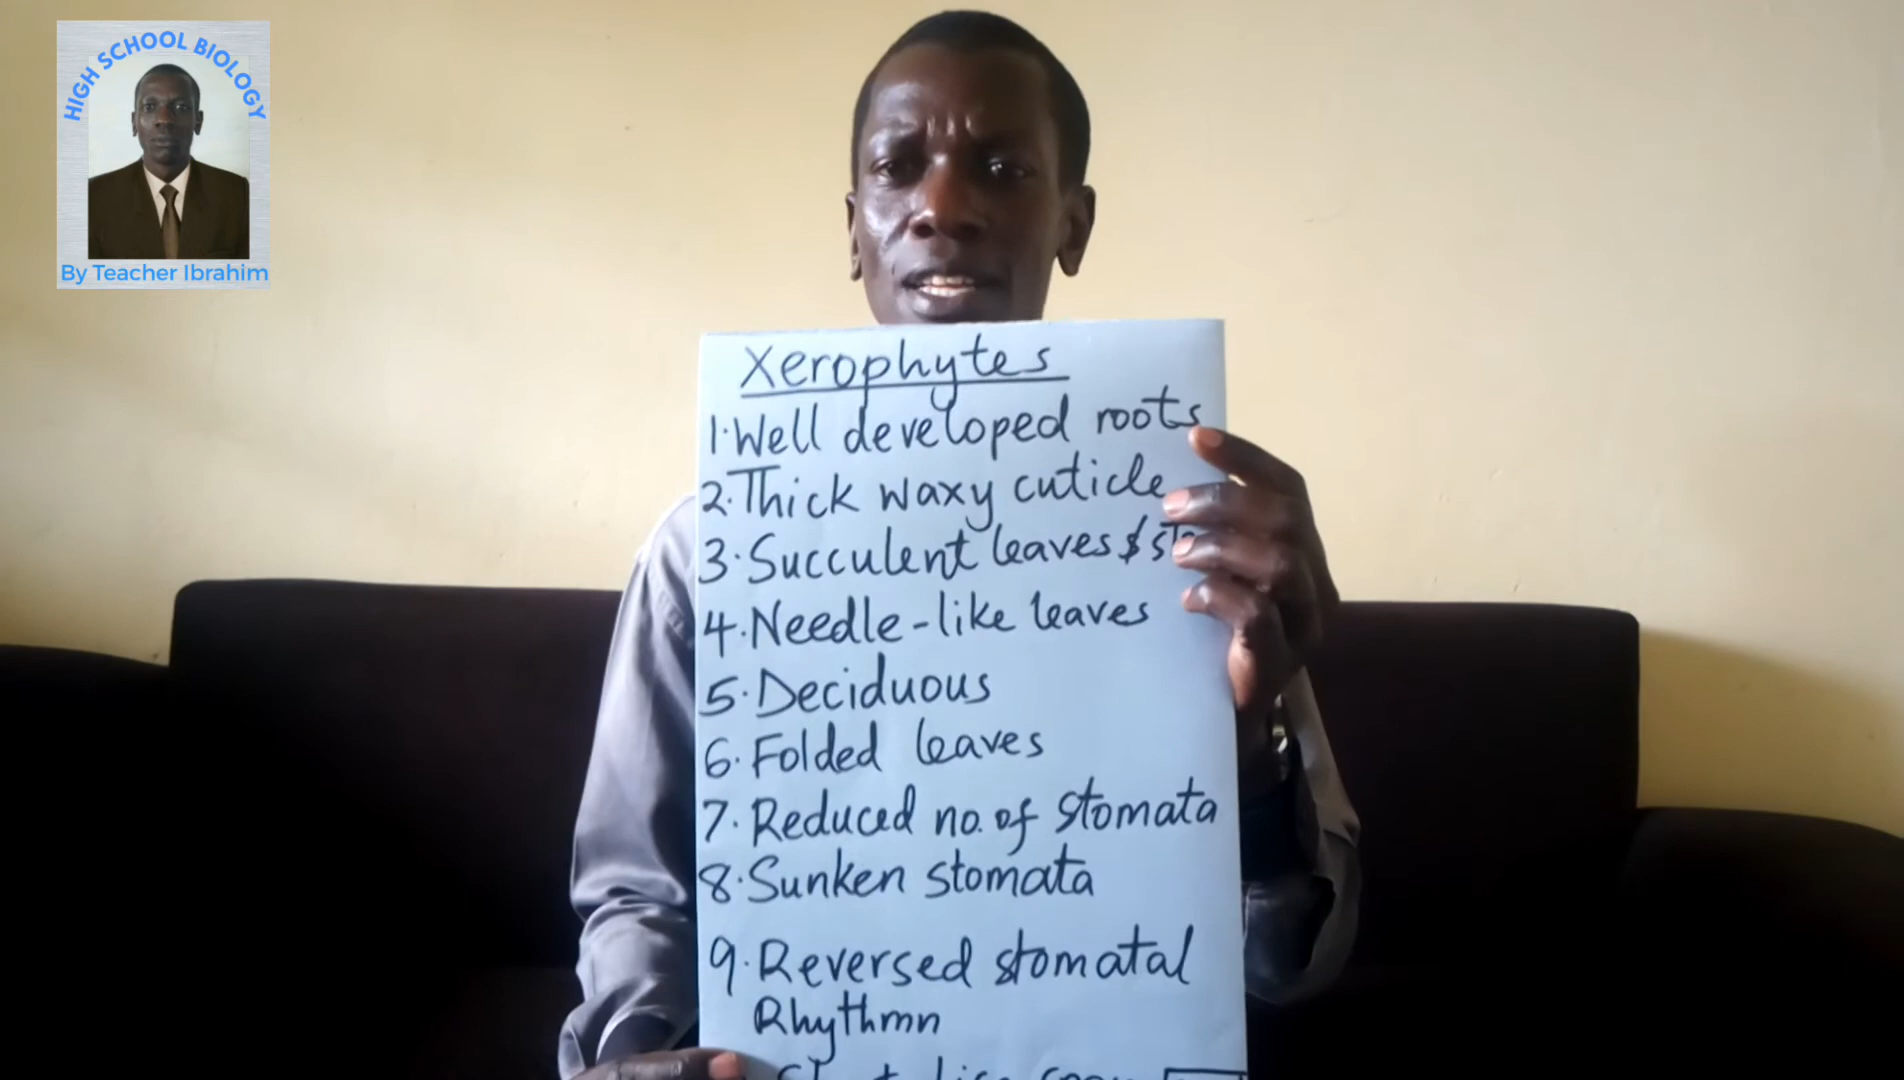 HIGH SCHOOL BIOLOGY
By Teacher Ibrahim
Xerophytes
1. Well developed roots
2. Thick waxy cuticle
3. Succulent leaves &
4. Needle-like leaves
5. Deciduous
6. Folded leaves
7. Reduced no. of stomata
8. Sunken stomata
9. Reversed stomatal
Rhythmn